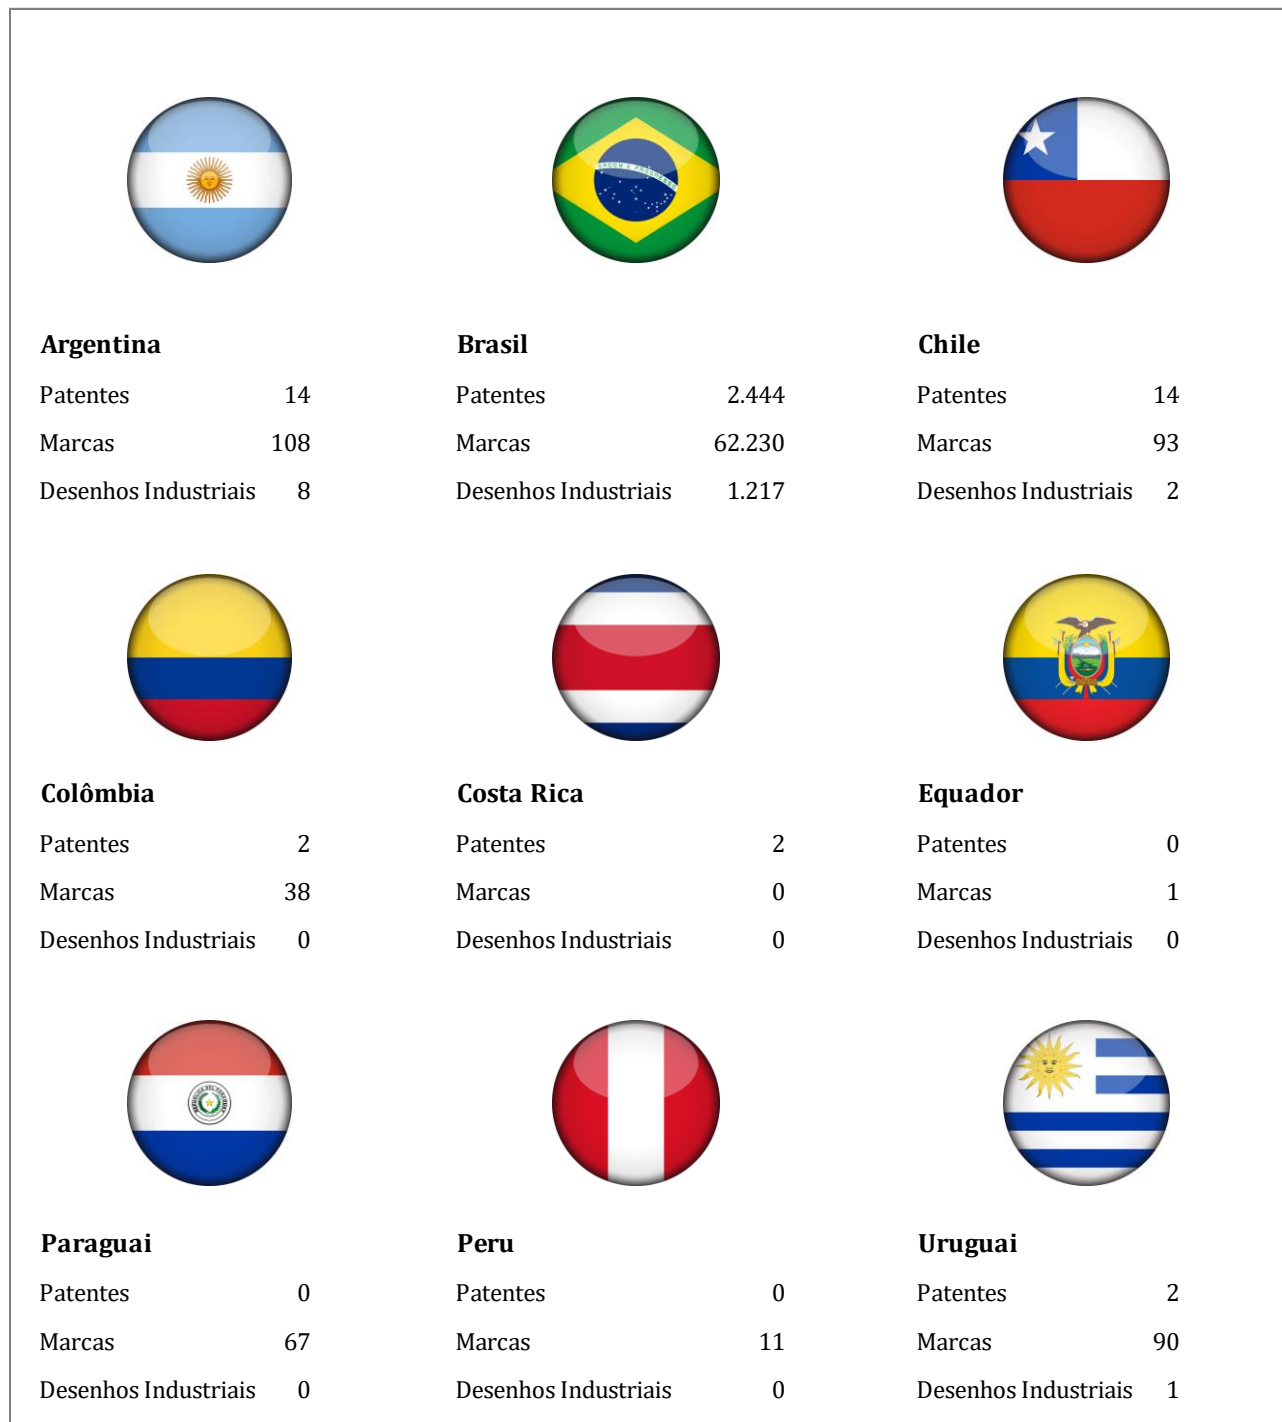 Argentina
Patentes 14
Marcas 108
Desenhos Industriais 8
Brasil
Patentes 2.444
Marcas 62.230
Desenhos Industriais 1.217
Chile
Patentes 14
Marcas 93
Desenhos Industriais 2
Colômbia
Patentes 2
Marcas 38
Desenhos Industriais 0
Costa Rica
Patentes 2
Marcas 0
Desenhos Industriais 0
Equador
Patentes 0
Marcas 1
Desenhos Industriais 0
Paraguai
Patentes 0
Marcas 67
Desenhos Industriais 0
Peru
Patentes 0
Marcas 11
Desenhos Industriais 0
Uruguai
Patentes 2
Marcas 90
Desenhos Industriais 1
ORDEM E PROGRESSO